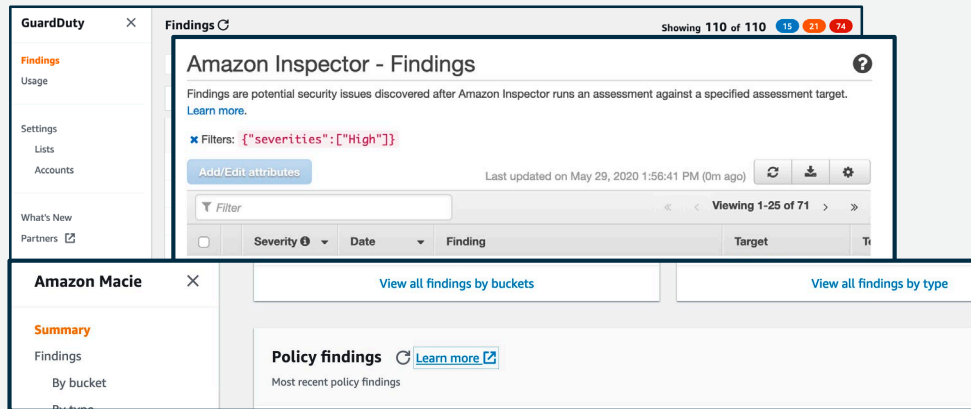 GuardDuty
Findings
Showing 110 of 110 15 21 74
Findings
Usage
Settings
Lists
Accounts
What's New
Partners
Amazon Inspector - Findings
Findings are potential security issues discovered after Amazon Inspector runs an assessment against a specified assessment target.
Learn more.
Filters: {"severities":["High"]}
Add/Edit attributes
Last updated on May 29, 2020 1:56:41 PM (0m ago)
Filter
Viewing 1-25 of 71
Severity Date Finding Target
Amazon Macie
Summary
Findings
By bucket
By type
View all findings by buckets
View all findings by type
Policy findings Learn more
Most recent policy findings